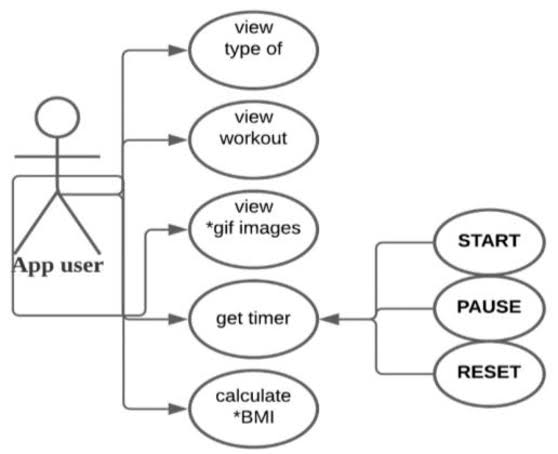 view
type of
view
workout
view
*gif images
App user
get timer
calculate
*BMI
START
PAUSE
RESET